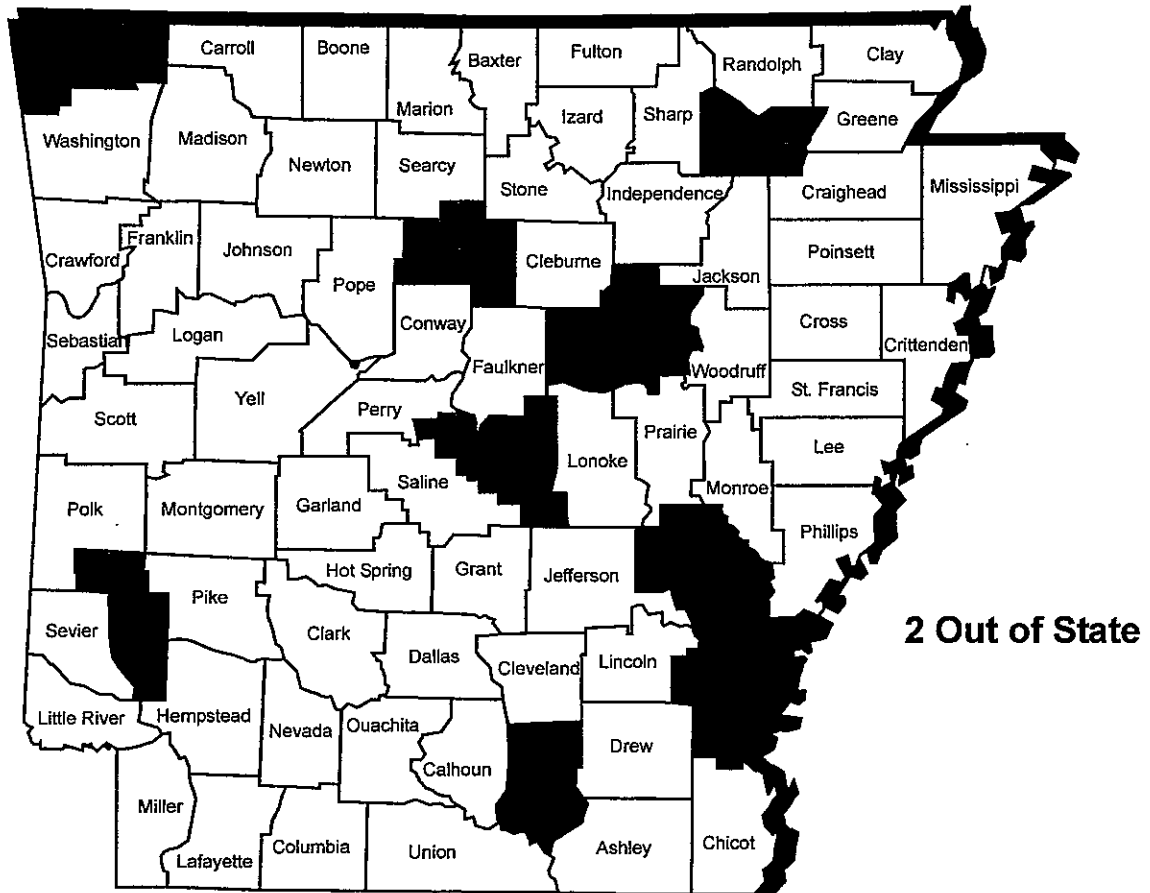 Carroll
Boone
Baxter
Fulton
Randolph
Clay
Marion
Washington
Madison
Izard
Sharp
Greene
Newton
Searcy
Stone
Independence
Craighead
Mississippi
Crawford
Franklin
Johnson
Pope
Cleburne
Jackson
Poinsett
Sebastian
Logan
Conway
Faulkner
Woodruff
Cross
Crittenden
Scott
Yell
Perry
St. Francis
Prairie
Lee
Polk
Montgomery
Garland
Saline
Lonoke
Monroe
Phillips
Hot Spring
Grant
Jefferson
Pike
Sevier
Clark
Dallas
Cleveland
Lincoln
2 Out of State
Little River
Hempstead
Nevada
Ouachita
Calhoun
Drew
Miller
Lafayette
Columbia
Union
Ashley
Chicot